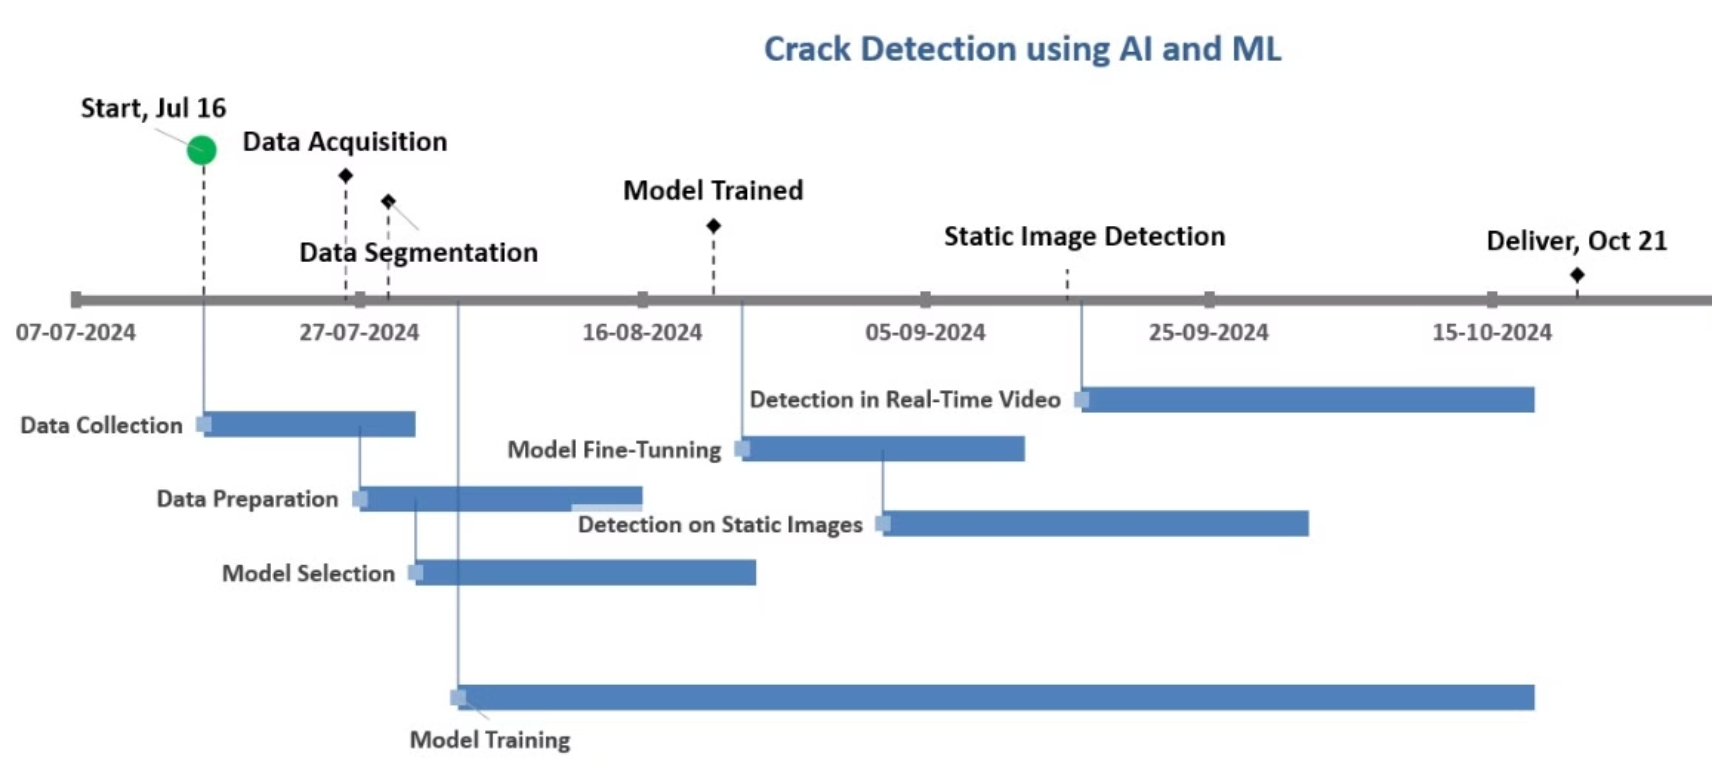 Crack Detection using AI and ML
Start, Jul 16
Data Acquisition
Data Segmentation
Model Trained
Static Image Detection
Deliver, Oct 21
07-07-2024
27-07-2024
16-08-2024
05-09-2024
25-09-2024
15-10-2024
Detection in Real-Time Video
Data Collection
Model Fine-Tunning
Data Preparation
Detection on Static Images
Model Selection
Model Training